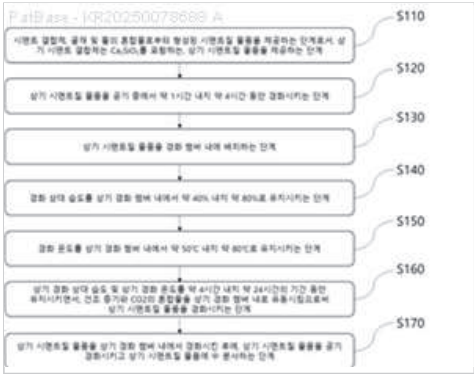 PatBase - KR20250078688 A
시멘트 결합제, 골재 및 물의 혼합물로부터 형성된 시멘트질 물품을 제공하는 단계로서, 상
기 시멘트 결합제는 Ca₂SiO₄를 포함하는, 상기 시멘트질 물품을 제공하는 단계
S110
상기 시멘트질 물품을 공기 중에서 약 1시간 내지 약 4시간 동안 경화시키는 단계
S120
상기 시멘트질 물품을 경화 챔버 내에 배치하는 단계
S130
경화 상대 습도를 상기 경화 챔버 내에서 약 40% 내지 약 80%로 유지시키는 단계
S140
경화 온도를 상기 경화 챔버 내에서 약 50℃ 내지 약 80℃로 유지시키는 단계
S150
상기 경화 상대 습도 및 상기 경화 온도를 약 4시간 내지 약 24시간의 기간 동안
유지시키면서, 건조 증기와 CO2의 혼합물을 상기 경화 챔버 내로 유동시킴으로써
상기 시멘트질 물품을 경화시키는 단계
S160
상기 시멘트질 물품을 상기 경화 챔버 내에서 경화시킨 후에, 상기 시멘트질 물품을 공기
경화시키고 상기 시멘트질 물품에 수 분사하는 단계
S170